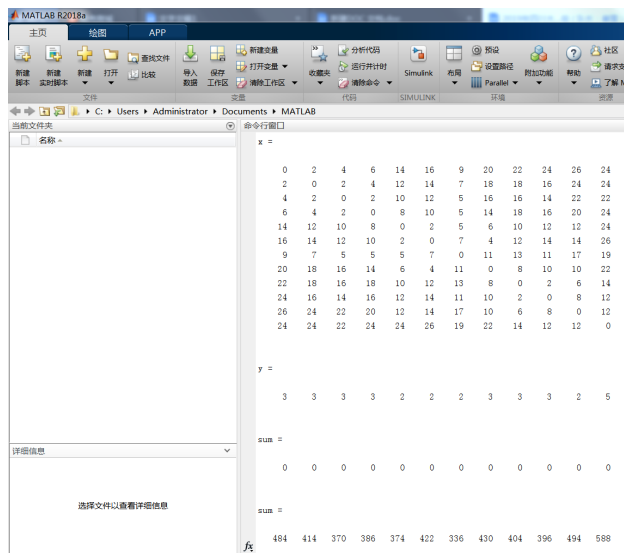 MATLAB R2018a
主页 绘图 APP
新建脚本 新建实时脚本 新建 打开 查找文件 比较 导入数据 保存工作区 新建变量 打开变量 清除工作区 收藏夹 分析代码 运行并计时 清除命令 Simulink 布局 预设 设置路径 Parallel 附加功能 帮助 社区 请求支 了解 M
文件 变量 代码 SIMULINK 环境 资源
C: Users Administrator Documents MATLAB
当前文件夹 命令行窗口
名称
x =
0 2 4 6 14 16 9 20 22 24 26 24
2 0 2 4 12 14 7 18 18 16 24 24
4 2 0 2 10 12 5 16 16 14 22 22
6 4 2 0 8 10 5 14 18 16 20 24
14 12 10 8 0 2 5 6 10 12 12 24
16 14 12 10 2 0 7 4 12 14 14 26
9 7 5 5 5 7 0 11 13 11 17 19
20 18 16 14 6 4 11 0 8 10 10 22
22 18 16 18 10 12 13 8 0 2 6 14
24 16 14 16 12 14 11 10 2 0 8 12
26 24 22 20 12 14 17 10 6 8 0 12
24 24 22 24 24 26 19 22 14 12 12 0
y =
3 3 3 3 2 2 2 3 3 3 2 5
sum =
0 0 0 0 0 0 0 0 0 0 0 0
sum =
484 414 370 386 374 422 336 430 404 396 494 588
详细信息
选择文件以查看详细信息
fx